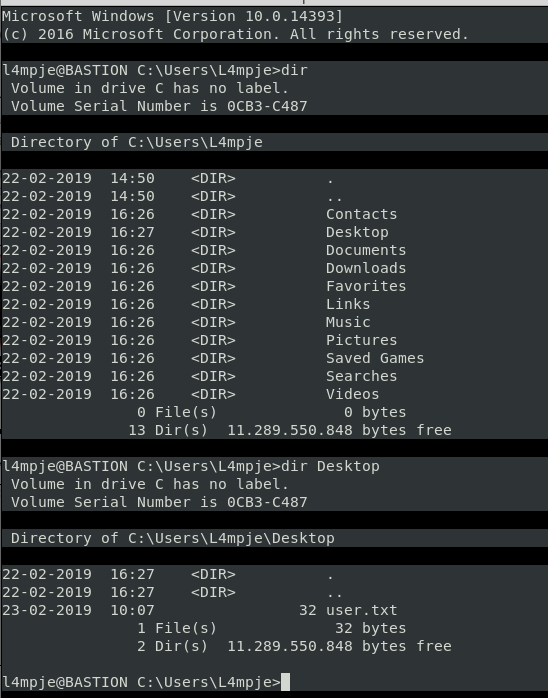 Microsoft Windows [Version 10.0.14393]
(c) 2016 Microsoft Corporation. All rights reserved.
l4mpje@BASTION C:\Users\L4mpje>dir
 Volume in drive C has no label.
 Volume Serial Number is 0CB3-C487
 Directory of C:\Users\L4mpje
22-02-2019  14:50    <DIR>          .
22-02-2019  14:50    <DIR>          ..
22-02-2019  16:26    <DIR>          Contacts
22-02-2019  16:27    <DIR>          Desktop
22-02-2019  16:26    <DIR>          Documents
22-02-2019  16:26    <DIR>          Downloads
22-02-2019  16:26    <DIR>          Favorites
22-02-2019  16:26    <DIR>          Links
22-02-2019  16:26    <DIR>          Music
22-02-2019  16:26    <DIR>          Pictures
22-02-2019  16:26    <DIR>          Saved Games
22-02-2019  16:26    <DIR>          Searches
22-02-2019  16:26    <DIR>          Videos
               0 File(s)              0 bytes
              13 Dir(s)  11.289.550.848 bytes free
l4mpje@BASTION C:\Users\L4mpje>dir Desktop
 Volume in drive C has no label.
 Volume Serial Number is 0CB3-C487
 Directory of C:\Users\L4mpje\Desktop
22-02-2019  16:27    <DIR>          .
22-02-2019  16:27    <DIR>          ..
23-02-2019  10:07                32 user.txt
               1 File(s)             32 bytes
               2 Dir(s)  11.289.550.848 bytes free
l4mpje@BASTION C:\Users\L4mpje>